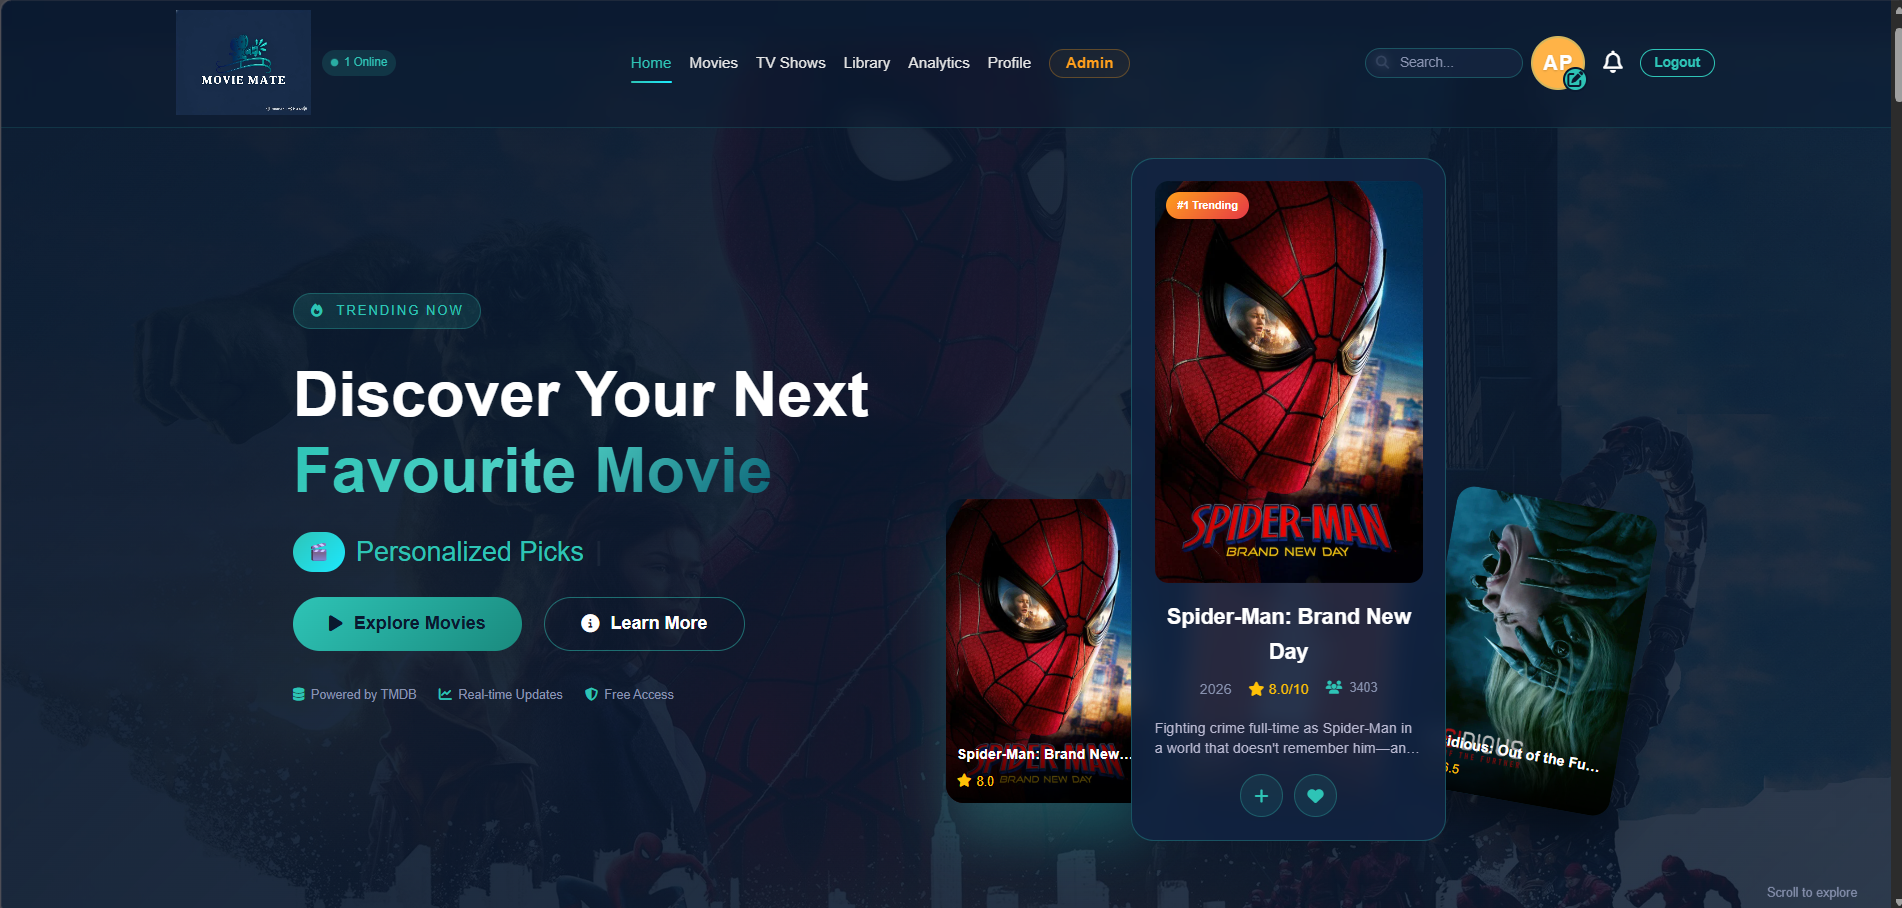 MOVIE MATE
1 Online
Home
Movies
TV Shows
Library
Analytics
Profile
Admin
Search...
AP
Logout
TRENDING NOW
Discover Your Next
Favourite Movie
Personalized Picks
Explore Movies
Learn More
Powered by TMDB
Real-time Updates
Free Access
Spider-Man: Brand New...
8.0
BRAND NEW DAY
#1 Trending
SPIDER-MAN
BRAND NEW DAY
Spider-Man: Brand New
Day
2026
8.0/10
3403
Fighting crime full-time as Spider-Man in
a world that doesn't remember him—an...
idious: Out of the Fu...
6.5
Scroll to explore